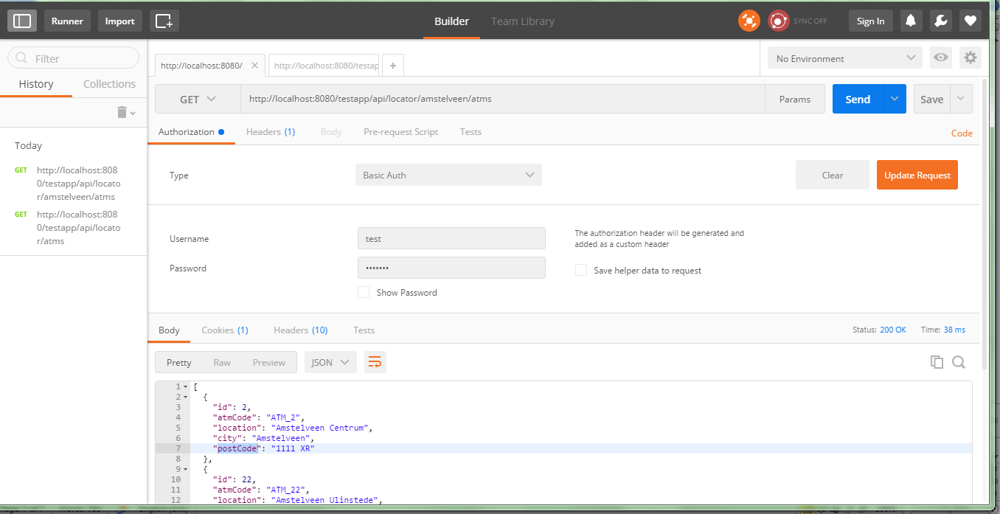 Runner Import Builder Team Library SYNC OFF Sign In
Filter
History Collections
Today
GET http://localhost:808
0/testapp/api/locato
r/amstelveen/atms
GET http://localhost:808
0/testapp/api/locato
r/atms
http://localhost:8080/ http://localhost:8080/testap +
No Environment
GET http://localhost:8080/testapp/api/locator/amstelveen/atms Params Send Save
Authorization Headers (1) Body Pre-request Script Tests Code
Type Basic Auth Clear Update Request
Username test
The authorization header will be generated and
added as a custom header
Password •••••••
Save helper data to request
Show Password
Body Cookies (1) Headers (10) Tests Status: 200 OK Time: 38 ms
Pretty Raw Preview JSON
1 [
2 {
3 "id": 2,
4 "atmCode": "ATM_2",
5 "location": "Amstelveen Centrum",
6 "city": "Amstelveen",
7 "postCode": "1111 XR"
8 },
9 {
10 "id": 22,
11 "atmCode": "ATM_22",
12 "location": "Amstelveen Ulinstede",